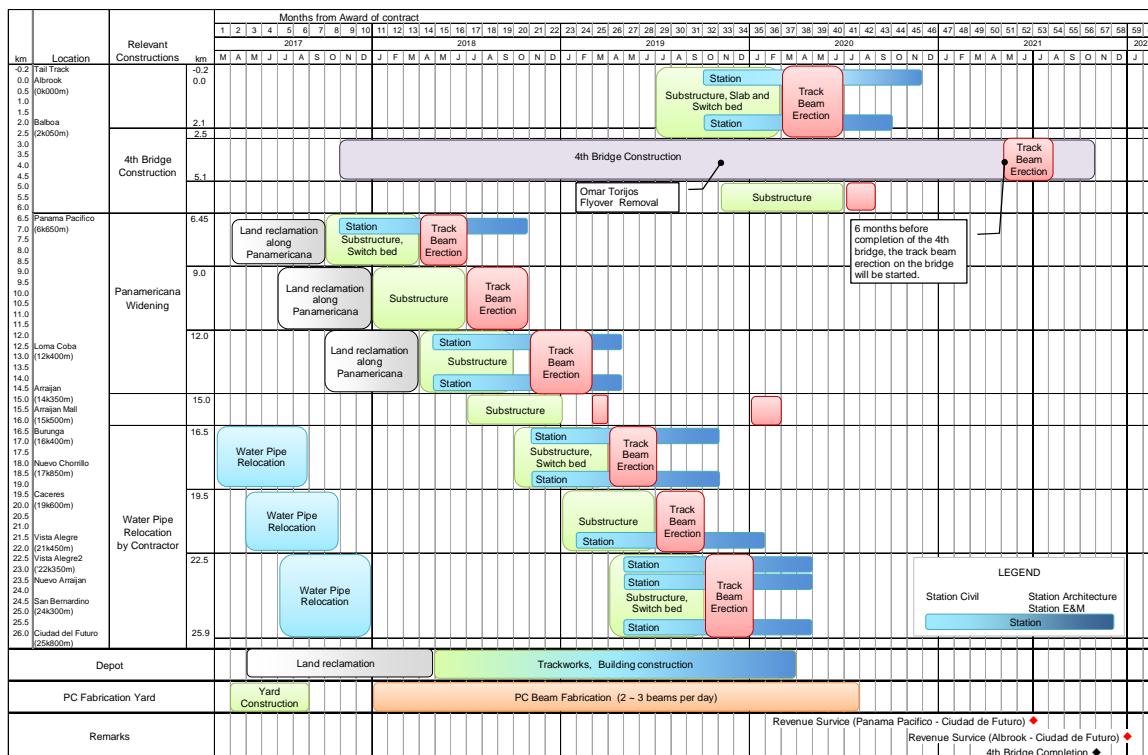 Months from Award of contract
1 2 3 4 5 6 7 8 9 10 11 12 13 14 15 16 17 18 19 20 21 22 23 24 25 26 27 28 29 30 31 32 33 34 35 36 37 38 39 40 41 42 43 44 45 46 47 48 49 50 51 52 53 54 55 56 57 58 59
2017 2018 2019 2020 2021
km Location Relevant Constructions km
M A M J J A S O N D J F M A M J J A S O N D J F M A M J J A S O N D J F M A M J J A S O N D J F M A M J J A S O N D J
-0.2 Tail Track -0.2
0.0 Albrook 0.0
0.5 (0k000m)
1.0
1.5
2.0 Balboa 2.1
2.5 (2k050m) 2.5
Station
Substructure, Slab and
Switch bed
Station
Track
Beam
Erection
3.0
3.5
4.0
4.5
5.0 5.1
5.5
6.0
4th Bridge
Construction
4th Bridge Construction
Track
Beam
Erection
Omar Torijos
Flyover Removal
Substructure
6 months before
completion of the 4th
bridge, the track beam
erection on the bridge
will be started.
6.5 Panama Pacifico 6.45
7.0 (6k650m)
7.5
8.0
8.5
Land reclamation
along
Panamericana
Station
Substructure,
Switch bed
Track
Beam
Erection
9.0 9.0
9.5
10.0
10.5
11.0
11.5
Panamericana
Widening
Land reclamation
along
Panamericana
Substructure
Track
Beam
Erection
12.0 12.0
12.5 Loma Coba
13.0 (12k400m)
13.5
14.0
14.5 Arraijan
Land reclamation
along
Panamericana
Station
Substructure
Station
Track
Beam
Erection
15.0 (14k350m) 15.0
15.5 Arraijan Mall
16.0 (15k500m)
Substructure
16.5 Burunga 16.5
17.0 (16k400m)
17.5
18.0 Nuevo Chorrillo
18.5 (17k850m)
19.0
Water Pipe
Relocation
Station
Substructure,
Switch bed
Station
Track
Beam
Erection
19.5 Caceres 19.5
20.0 (19k600m)
20.5
21.0
21.5 Vista Alegre
22.0 (21k450m)
Water Pipe
Relocation
by Contractor
Water Pipe
Relocation
Substructure
Station
Track
Beam
Erection
22.5 Vista Alegre2 22.5
23.0 ('22k350m)
23.5 Nuevo Arraijan
24.0
24.5 San Bernardino
25.0 (24k300m)
25.5
26.0 Ciudad del Futuro 25.9
(25k800m)
Water Pipe
Relocation
Station
Station
Substructure,
Switch bed
Station
Track
Beam
Erection
LEGEND
Station Civil Station Architecture
Station E&M
Station
Depot Land reclamation Trackworks, Building construction
PC Fabrication Yard
Yard
Construction
PC Beam Fabrication (2 ~ 3 beams per day)
Remarks
Revenue Survice (Panama Pacifico - Ciudad de Futuro)
Revenue Survice (Albrook - Ciudad de Futuro)
4th Bridge Completion